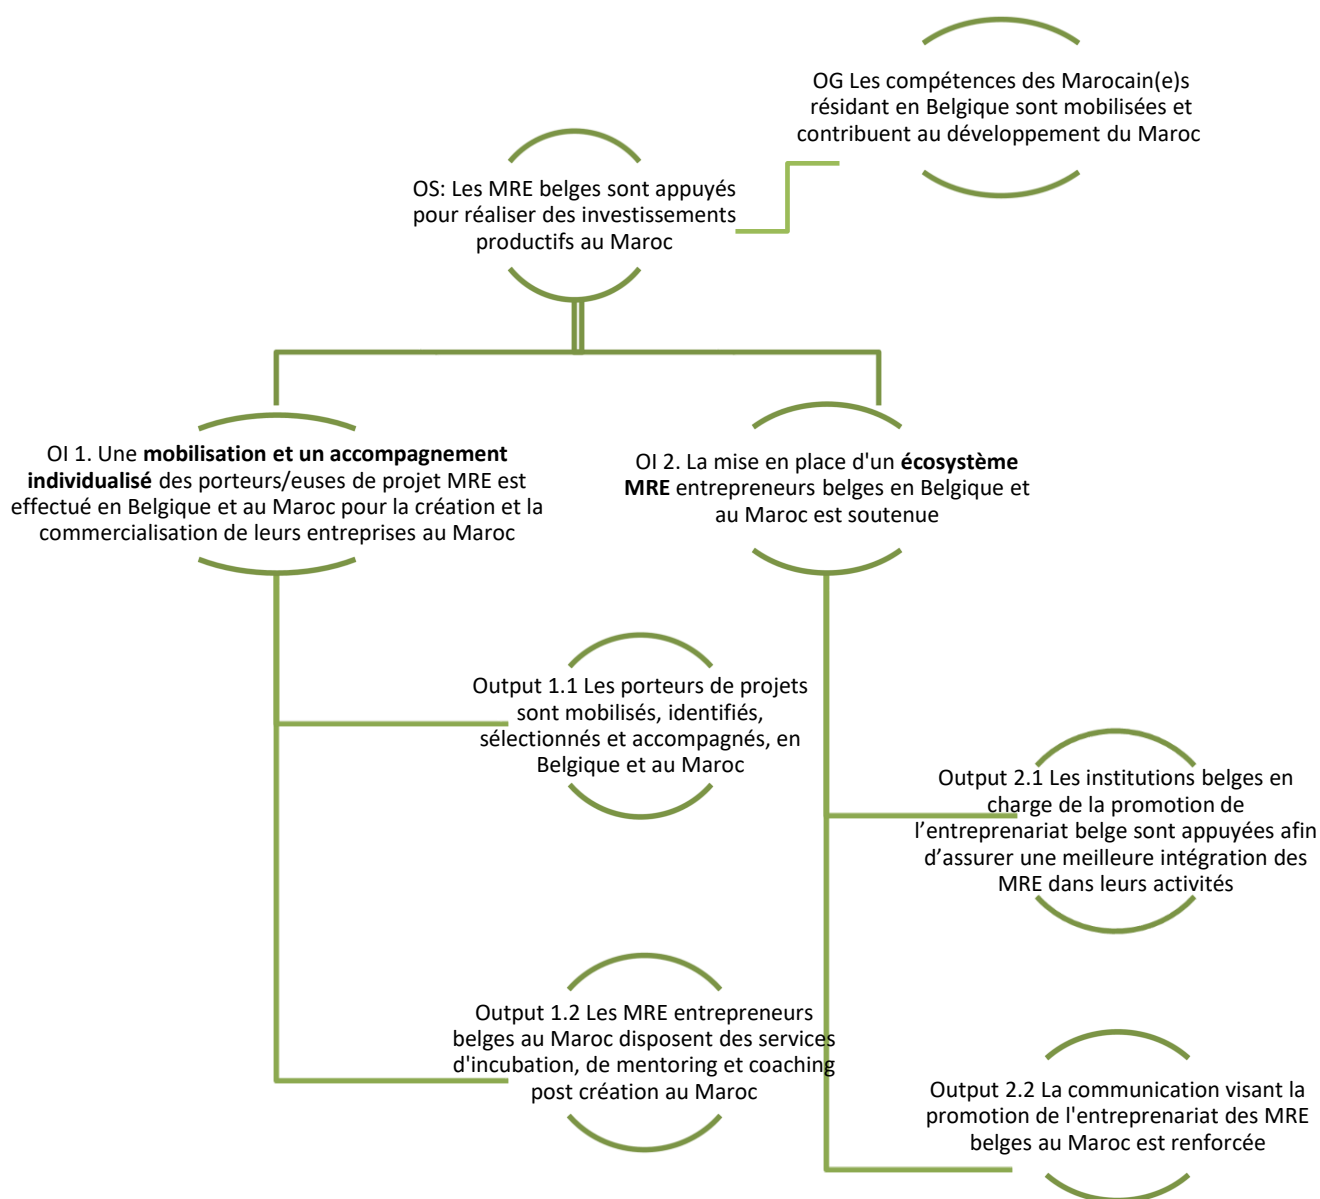 OG Les compétences des Marocain(e)s
résidant en Belgique sont mobilisées et
contribuent au développement du Maroc
OS: Les MRE belges sont appuyés
pour réaliser des investissements
productifs au Maroc
OI 1. Une mobilisation et un accompagnement
individualisé des porteurs/euses de projet MRE est
effectué en Belgique et au Maroc pour la création et la
commercialisation de leurs entreprises au Maroc
OI 2. La mise en place d'un écosystème
MRE entrepreneurs belges en Belgique et
au Maroc est soutenue
Output 1.1 Les porteurs de projets
sont mobilisés, identifiés,
sélectionnés et accompagnés, en
Belgique et au Maroc
Output 2.1 Les institutions belges en
charge de la promotion de
l’entreprenariat belge sont appuyées afin
d’assurer une meilleure intégration des
MRE dans leurs activités
Output 1.2 Les MRE entrepreneurs
belges au Maroc disposent des services
d'incubation, de mentoring et coaching
post création au Maroc
Output 2.2 La communication visant la
promotion de l'entreprenariat des MRE
belges au Maroc est renforcée